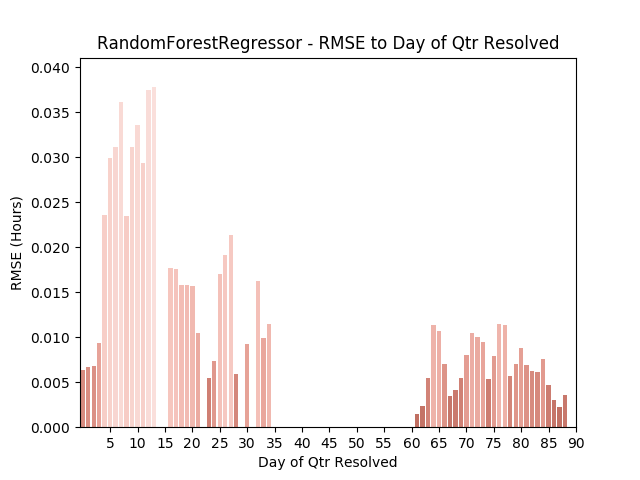 RandomForestRegressor - RMSE to Day of Qtr Resolved
0.040
0.035
0.030
0.025
0.020
0.015
0.010
0.005
0.000
RMSE (Hours)
5 10 15 20 25 30 35 40 45 50 55 60 65 70 75 80 85 90
Day of Qtr Resolved